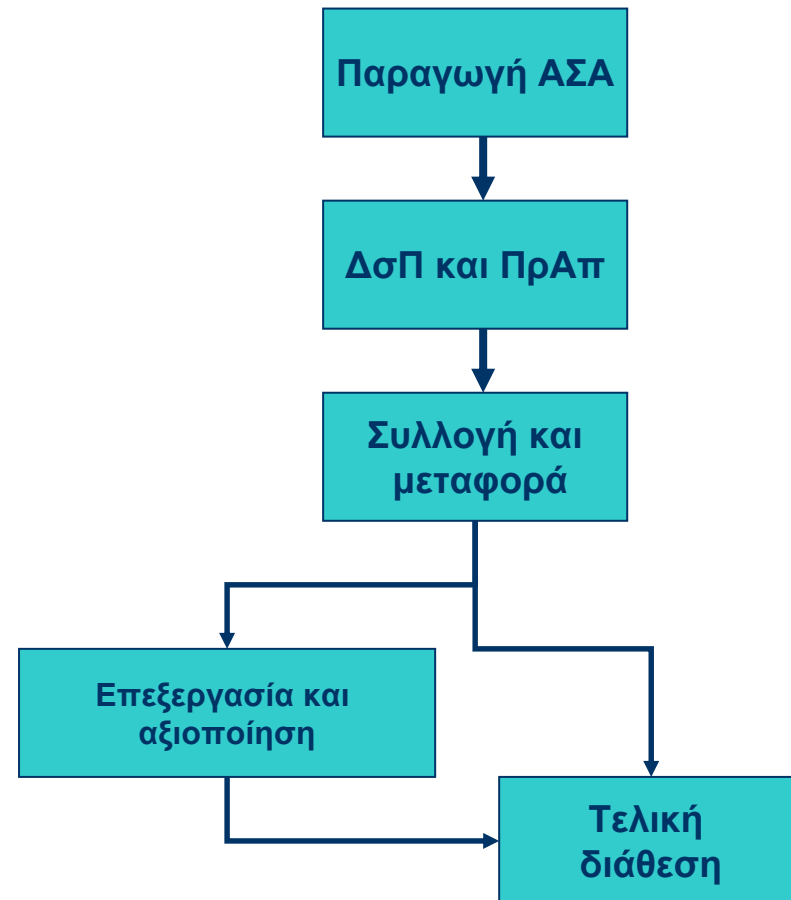 Παραγωγή ΑΣΑ
ΔσΠ και ΠρΑπ
Συλλογή και
μεταφορά
Επεξεργασία και
αξιοποίηση
Τελική
διάθεση